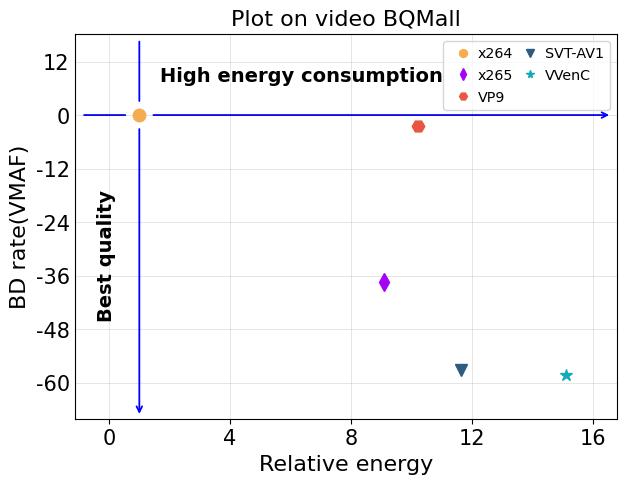 Plot on video BQMall
12
0
-12
-24
-36
-48
-60
BD rate(VMAF)
High energy consumption
Best quality
x264
x265
VP9
SVT-AV1
VVenC
0 4 8 12 16
Relative energy